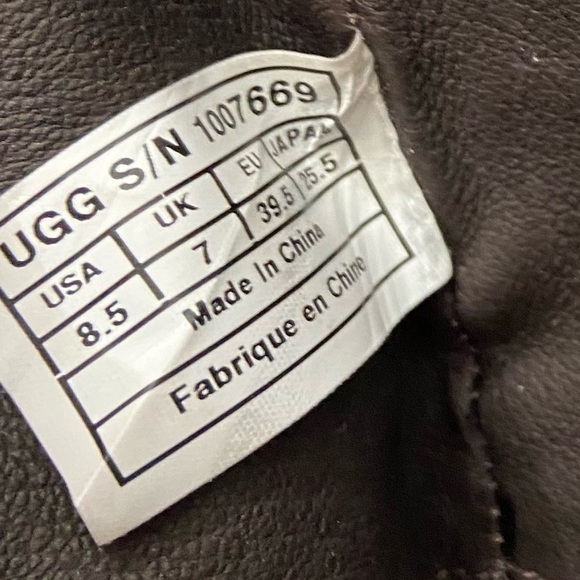 UGG S/N 1007669
USA UK EU JAPAN
8.5 7 39.5 25.5
Made In China
Fabrique en Chine